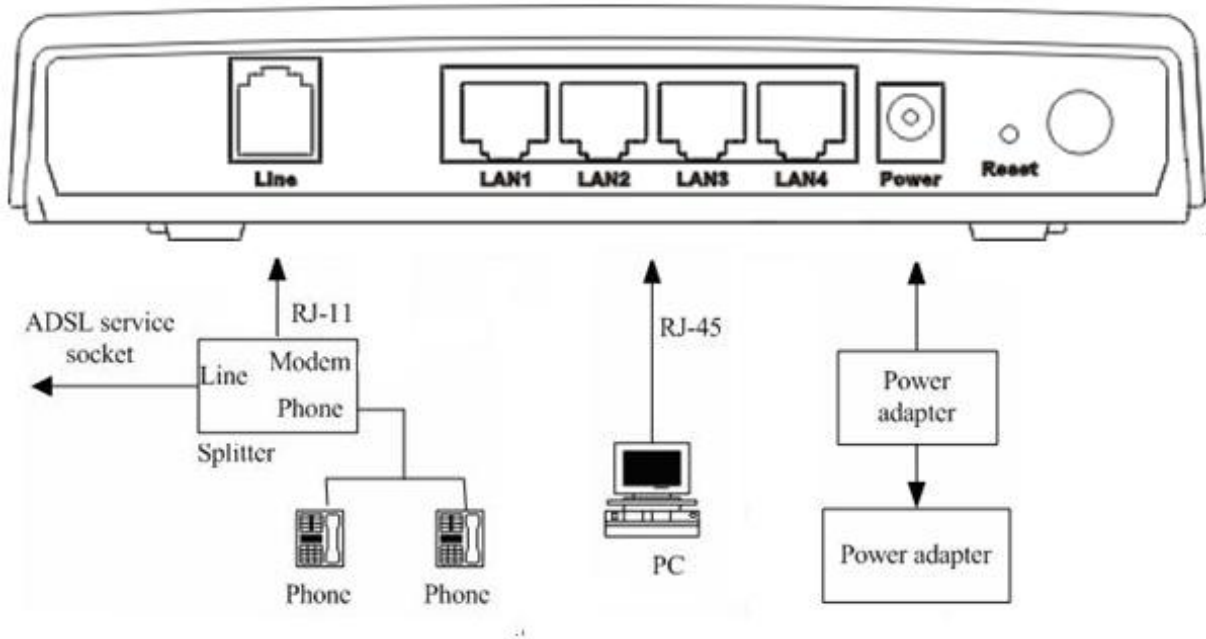 Line
LAN1 LAN2 LAN3 LAN4 Power Reset
RJ-11
ADSL service
socket
Line
Modem
Phone
Splitter
Phone Phone
RJ-45
PC
Power
adapter
Power adapter